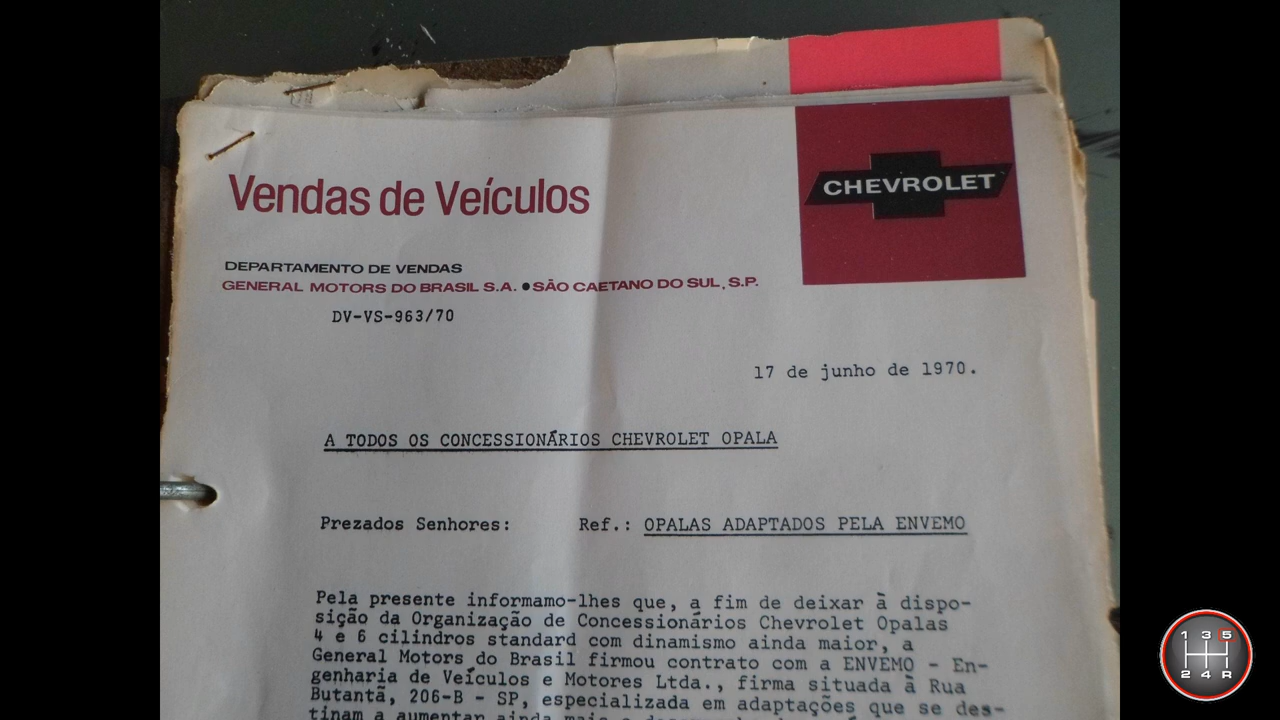 Vendas de Veículos
CHEVROLET
DEPARTAMENTO DE VENDAS
GENERAL MOTORS DO BRASIL S.A. • SÃO CAETANO DO SUL, S.P.
DV-VS-963/70
17 de junho de 1970.
A TODOS OS CONCESSIONÁRIOS CHEVROLET OPALA
Prezados Senhores: Ref.: OPALAS ADAPTADOS PELA ENVEMO
Pela presente informamo-lhes que, a fim de deixar à dispo-
sição da Organização de Concessionários Chevrolet Opalas
4 e 6 cilindros standard com dinamismo ainda maior, a
General Motors do Brasil firmou contrato com a ENVEMO - En-
genharia de Veículos e Motores Ltda., firma situada à Rua
Butantã, 206-B - SP, especializada em adaptações que se des-
tinam a aumentar ainda mais o
1 3 5
2 4 R